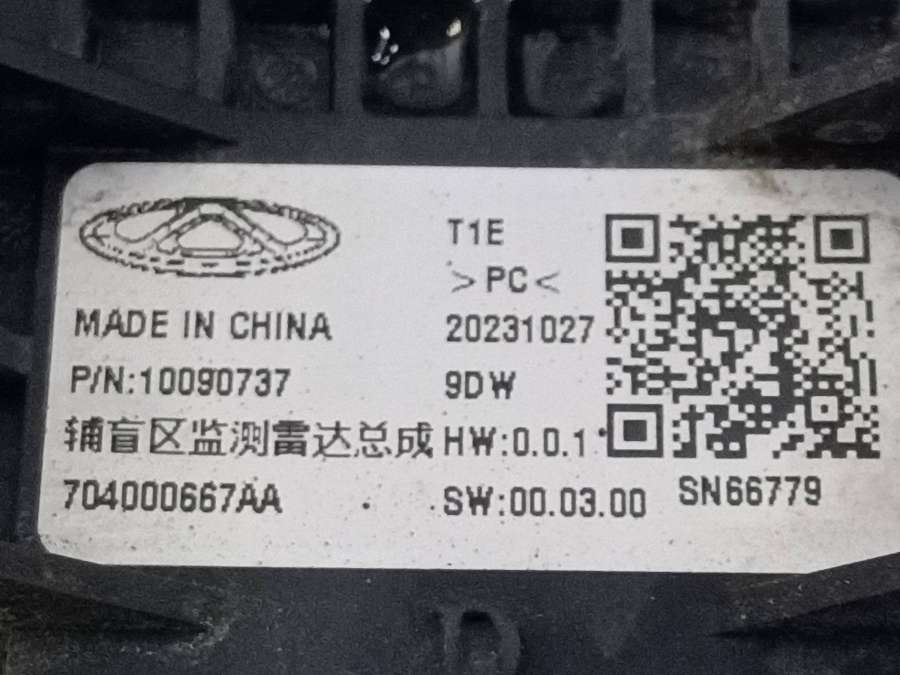 T1E
>PC<
MADE IN CHINA 20231027
P/N:10090737 9DW
辅盲区监测雷达总成 HW:0.0.1
704000667AA SW:00.03.00 SN66779
D